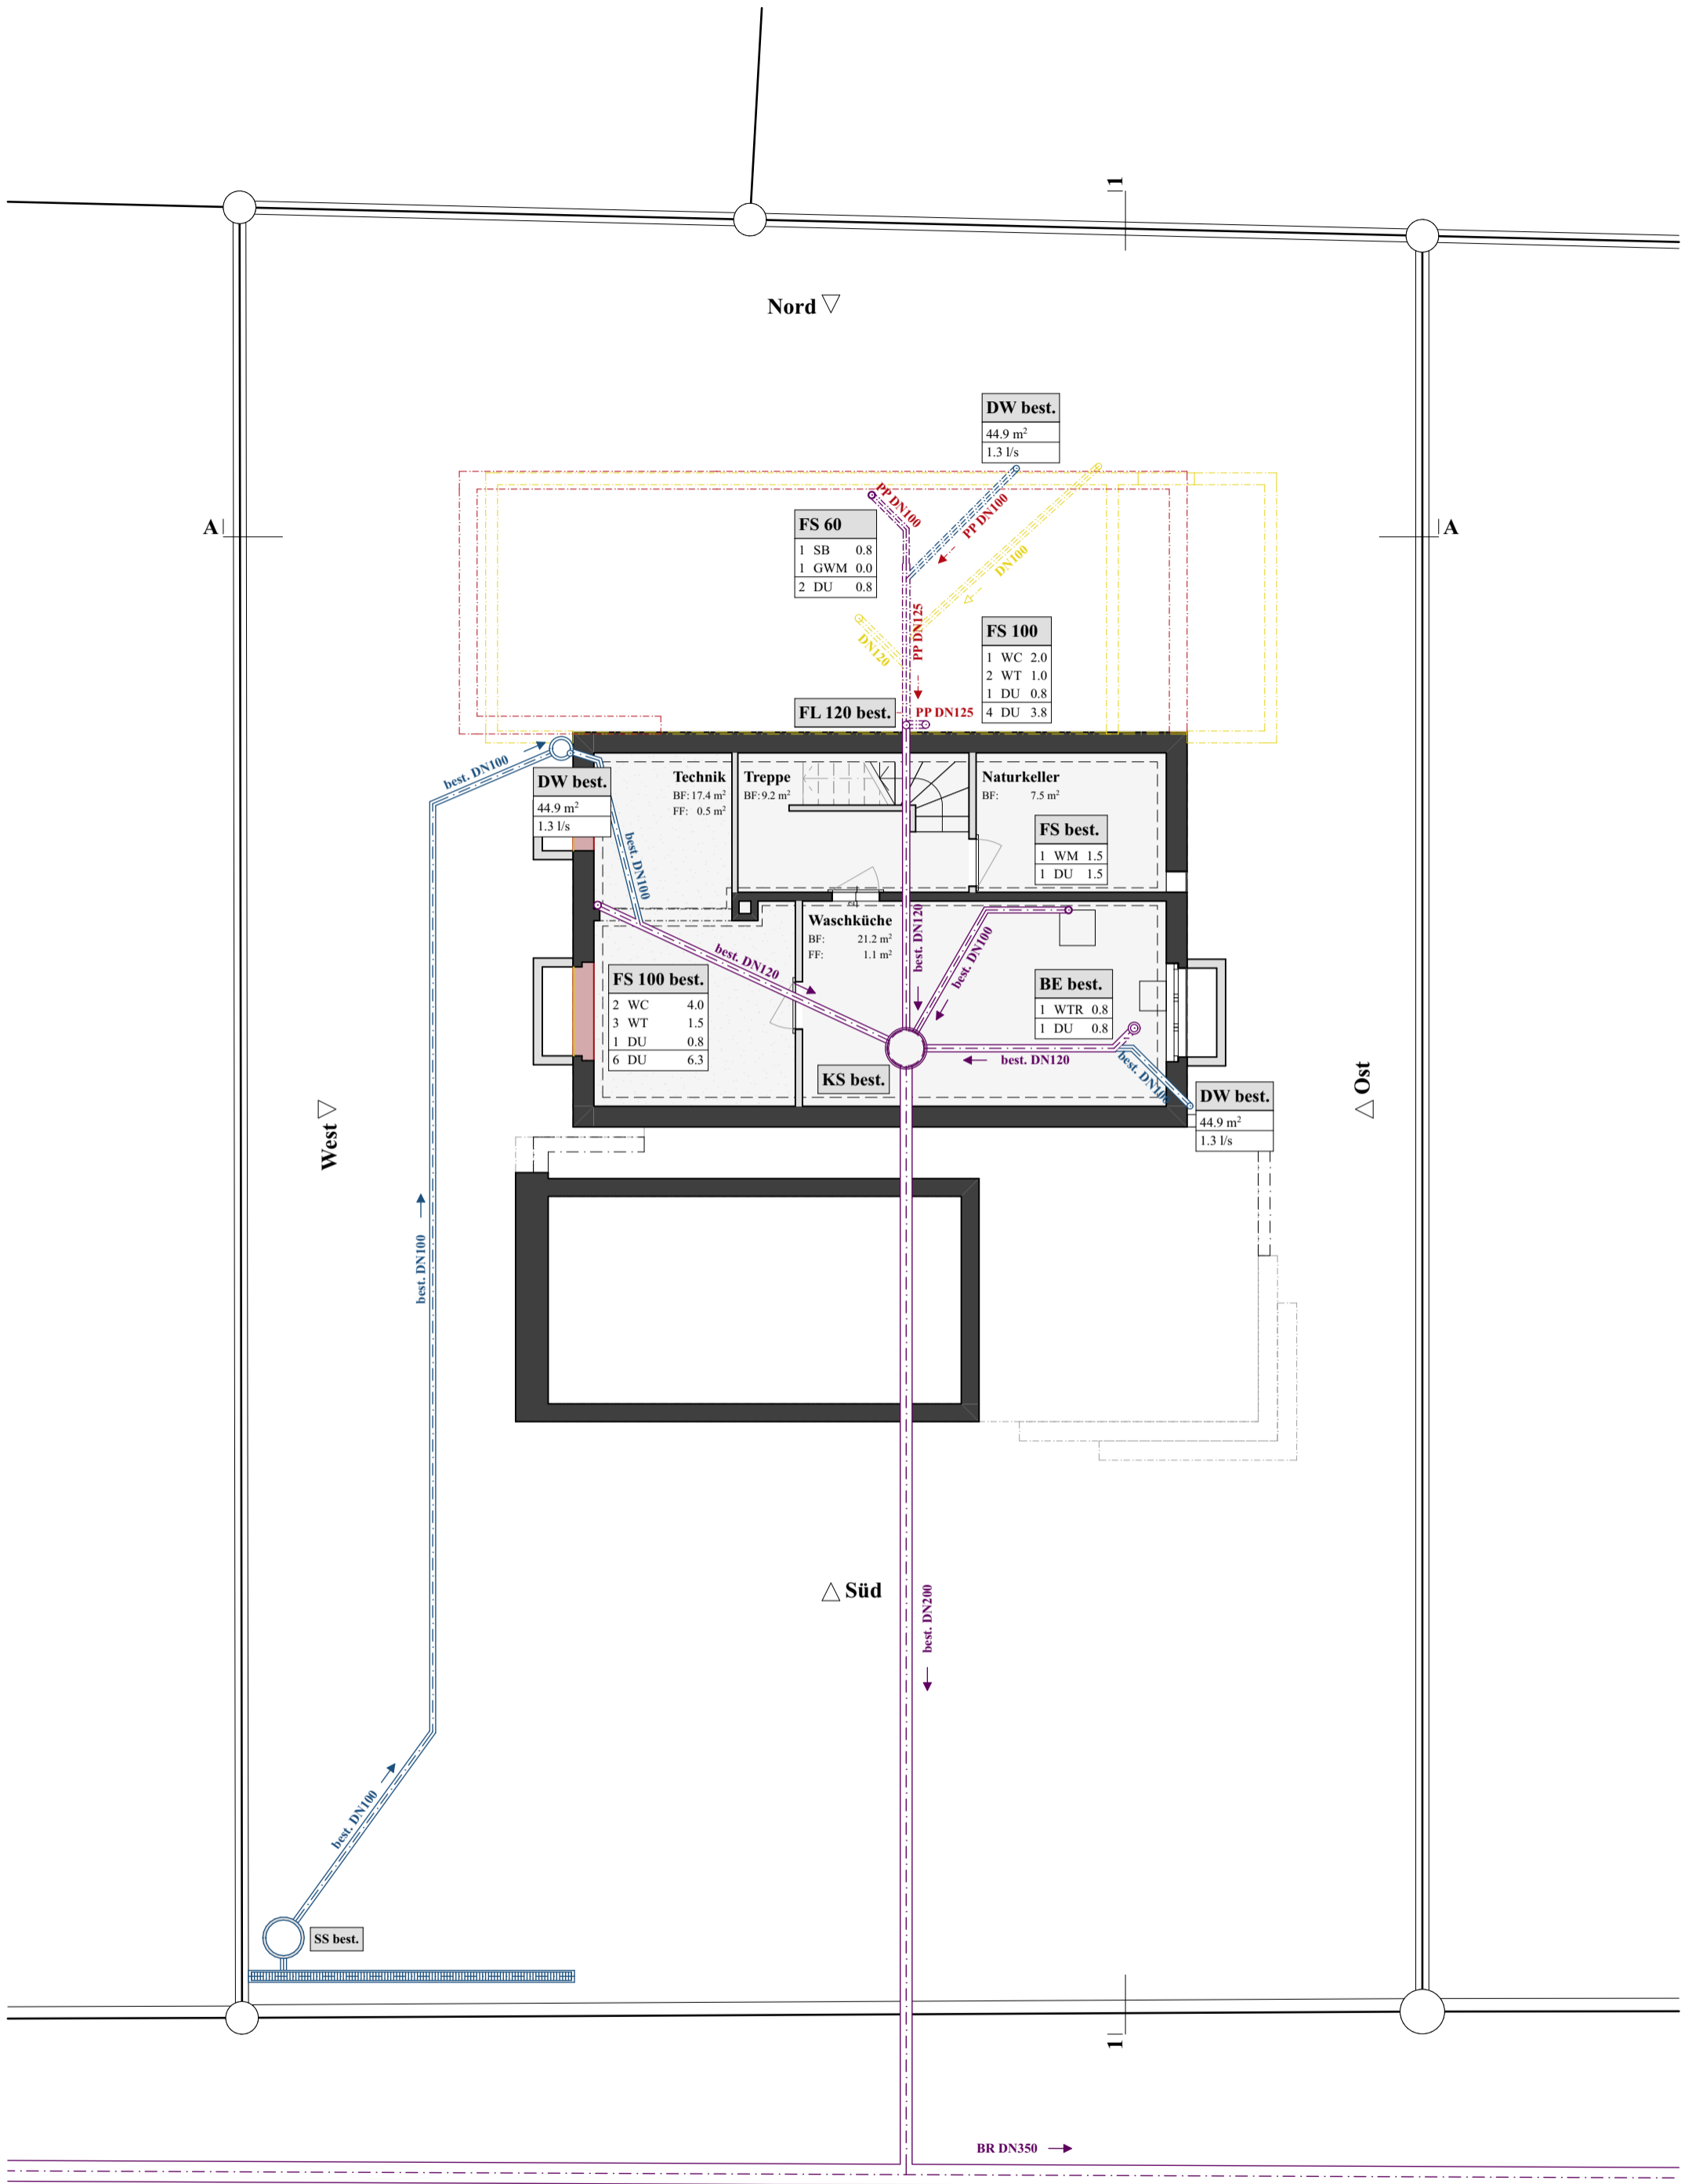 1
Nord
DW best.
44.9 m²
1.3 l/s
PP DN100
PP DN100
FS 60
1 SB 0.8
1 GWM 0.0
2 DU 0.8
A
A
DN100
DN120
PP DN125
FS 100
1 WC 2.0
2 WT 1.0
1 DU 0.8
4 DU 3.8
FL 120 best.
PP DN125
best. DN100
DW best.
44.9 m²
1.3 l/s
Technik
BF: 17.4 m²
FF: 0.5 m²
Treppe
BF: 9.2 m²
Naturkeller
BF: 7.5 m²
best. DN100
FS best.
1 WM 1.5
1 DU 1.5
Waschküche
BF: 21.2 m²
FF: 1.1 m²
best. DN120
best. DN100
best. DN120
FS 100 best.
2 WC 4.0
3 WT 1.5
1 DU 0.8
6 DU 6.3
BE best.
1 WTR 0.8
1 DU 0.8
best. DN120
KS best.
best. DN100
DW best.
44.9 m²
1.3 l/s
West
Ost
best. DN100
Süd
best. DN200
best. DN100
SS best.
1
BR DN350